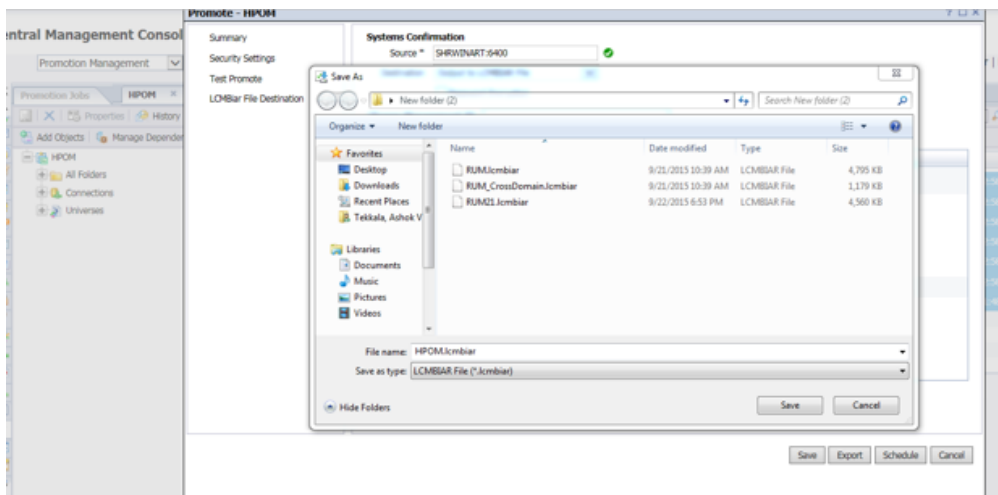 Promote - HPOM
entral Management Consol
Promotion Management
Promotion Jobs HPOM
Properties History
Add Objects Manage Depender
HPOM
All Folders
Connections
Universes
Summary
Security Settings
Test Promote
LCMBiar File Destination
Systems Confirmation
Source * SHRWINART:6400
Save As
New folder (2)
Search New folder (2)
Organize New folder
Favorites
Desktop
Downloads
Recent Places
Tekkala, Ashok V
Libraries
Documents
Music
Pictures
Videos
Name Date modified Type Size
RUM.lcmbiar 9/21/2015 10:39 AM LCMBIAR File 4,795 KB
RUM_CrossDomain.lcmbiar 9/21/2015 10:39 AM LCMBIAR File 1,179 KB
RUM21.lcmbiar 9/22/2015 6:53 PM LCMBIAR File 4,560 KB
File name: HPOM.lcmbiar
Save as type: LCMBIAR File (*.lcmbiar)
Hide Folders
Save Cancel
Save Export Schedule Cancel